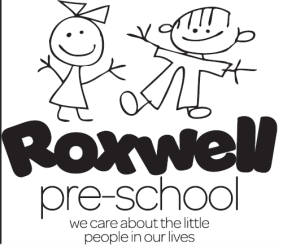 Roxwell
pre-school
we care about the little
people in our lives